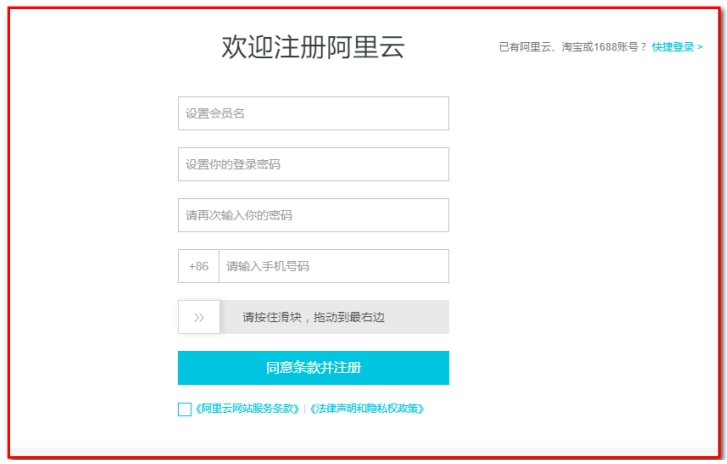 欢迎注册阿里云
已有阿里云、淘宝或1688账号？ 快捷登录 >
设置会员名
设置你的登录密码
请再次输入你的密码
+86 请输入手机号码
>> 请按住滑块，拖动到最右边
同意条款并注册
《阿里云网站服务条款》 | 《法律声明和隐私权政策》